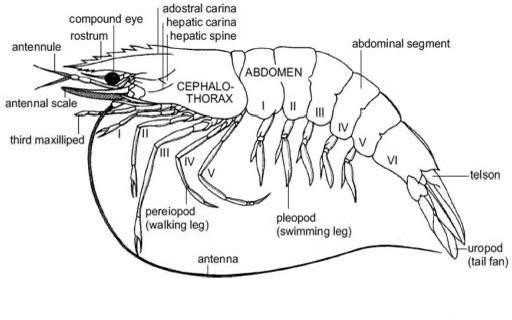 adostral carina
compound eye
hepatic carina
rostrum
hepatic spine
antennule
abdominal segment
ABDOMEN
CEPHALO-
THORAX
antennal scale
I
II
III
IV
V
VI
third maxilliped
I
II
III
IV
V
telson
pereiopod
(walking leg)
pleopod
(swimming leg)
uropod
(tail fan)
antenna